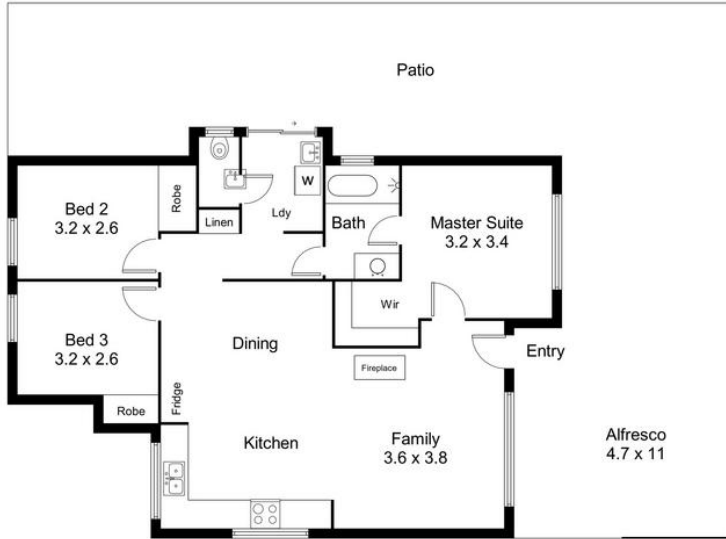 Patio
W
Bed 2
3.2 x 2.6
Robe
Linen
Ldy
Bath
Master Suite
3.2 x 3.4
Wir
Bed 3
3.2 x 2.6
Dining
Entry
Fireplace
Robe
Fridge
Kitchen
Family
3.6 x 3.8
Alfresco
4.7 x 11